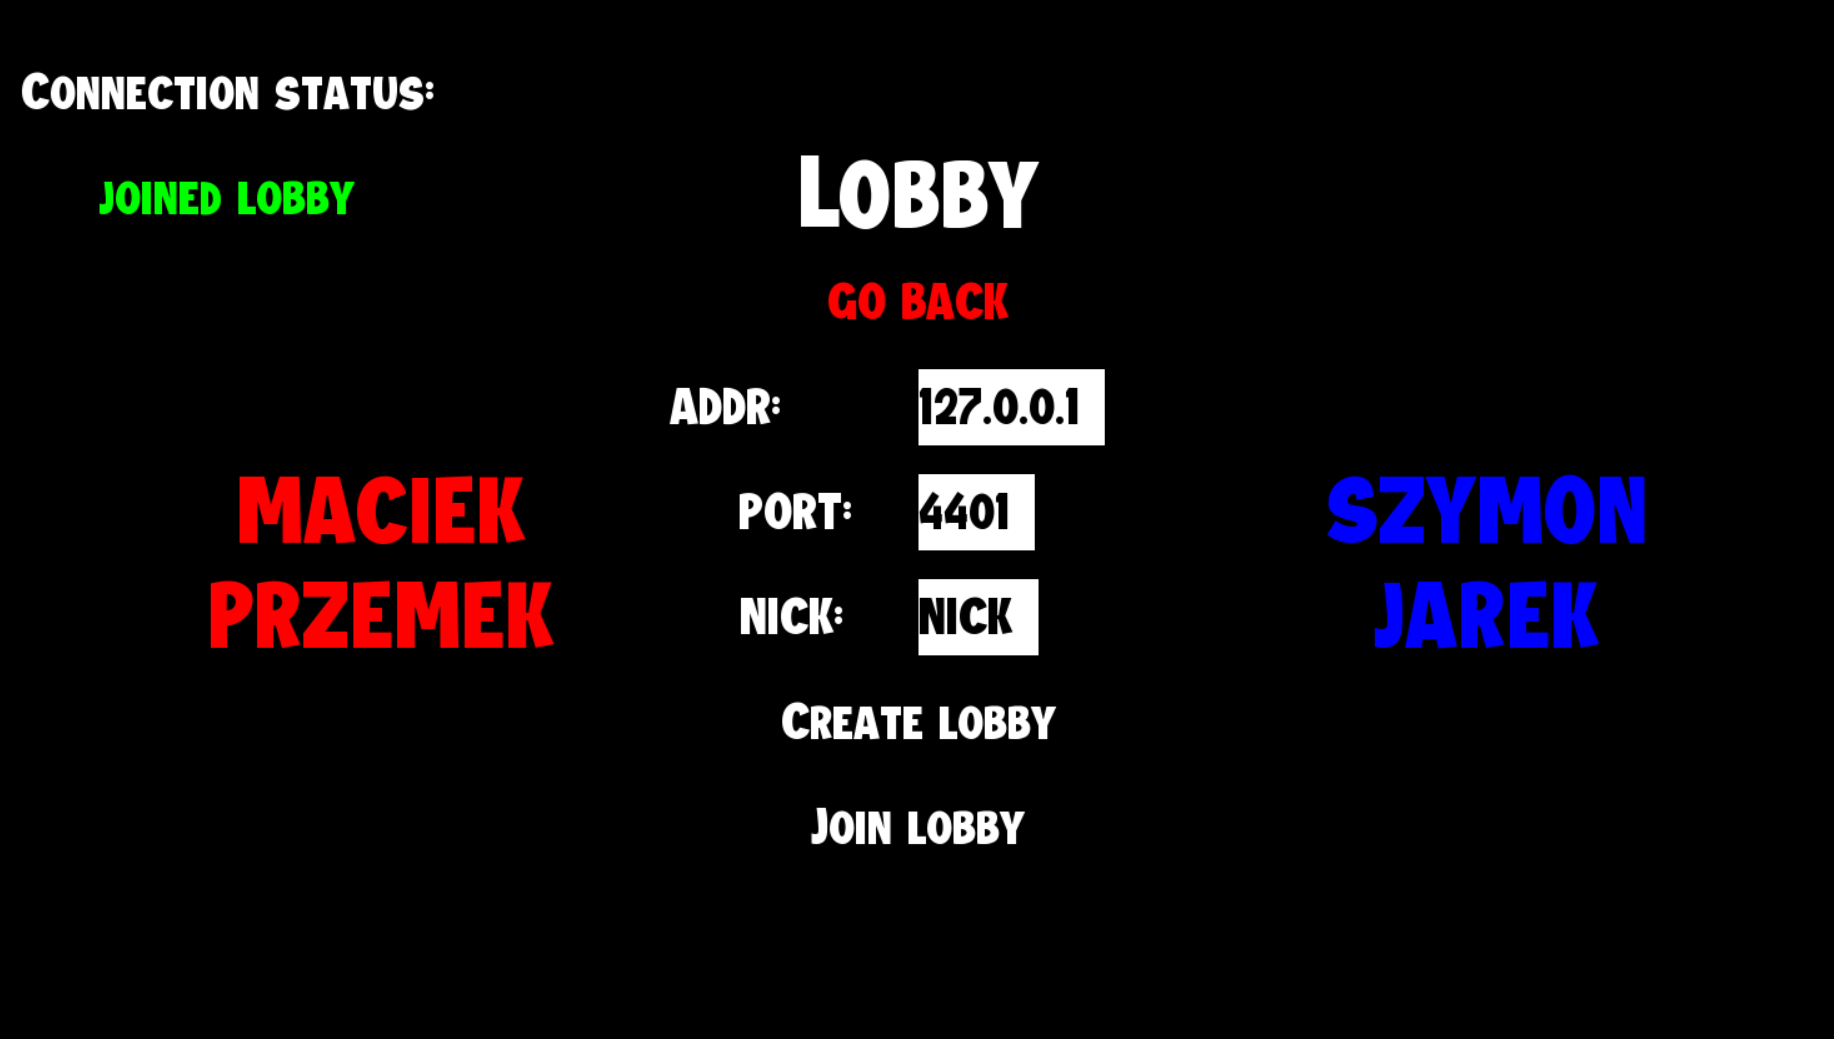 Connection status:
joined lobby
Lobby
go back
addr: 127.0.0.1
port: 4401
nick: nick
Create lobby
Join lobby
MACIEK
PRZEMEK
SZYMON
JAREK